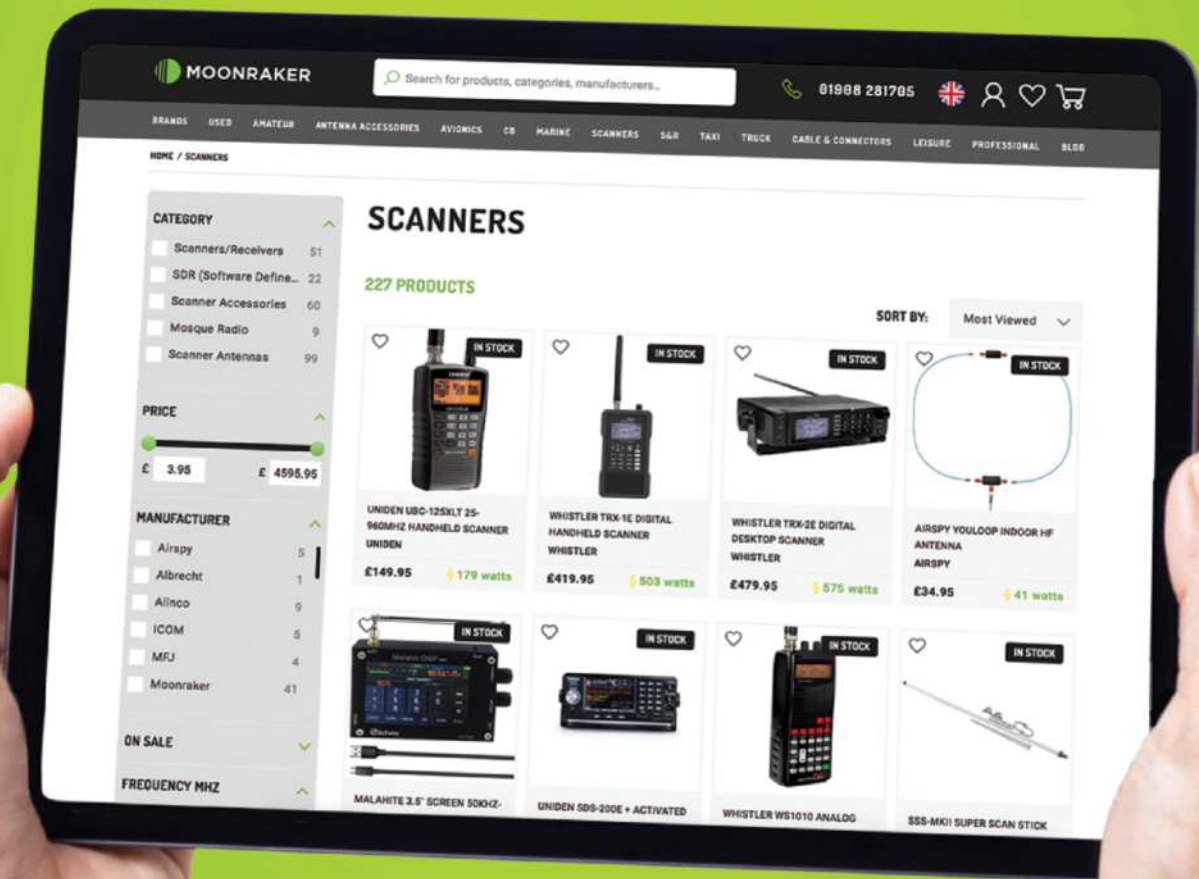 MOONRAKER
Search for products, categories, manufacturers...
01908 281705
BRANDS USED AMATEUR ANTENNA ACCESSORIES AVIONICS CB MARINE SCANNERS S&R TAXI TRUCK CABLE & CONNECTORS LEISURE PROFESSIONAL BLOG
HOME / SCANNERS
CATEGORY
Scanners/Receivers 51
SDR (Software Define... 22
Scanner Accessories 60
Mosque Radio 9
Scanner Antennas 99
PRICE
£ 3.95 £ 4595.95
MANUFACTURER
Airspy 5
Albrecht 1
Alinco 9
ICOM 5
MFJ 4
Moonraker 41
ON SALE
FREQUENCY MHZ
SCANNERS
227 PRODUCTS
SORT BY: Most Viewed
IN STOCK
UNIDEN UBC-125XLT 25-
960MHZ HANDHELD SCANNER
UNIDEN
£149.95 179 watts
IN STOCK
WHISTLER TRX-1E DIGITAL
HANDHELD SCANNER
WHISTLER
£419.95 503 watts
IN STOCK
WHISTLER TRX-2E DIGITAL
DESKTOP SCANNER
WHISTLER
£479.95 575 watts
IN STOCK
AIRSPY YOULOOP INDOOR HF
ANTENNA
AIRSPY
£34.95 41 watts
IN STOCK
MALAHITE 3.5" SCREEN 50KHZ-
IN STOCK
UNIDEN SDS-200E + ACTIVATED
IN STOCK
WHISTLER WS1010 ANALOG
IN STOCK
SSS-MKII SUPER SCAN STICK